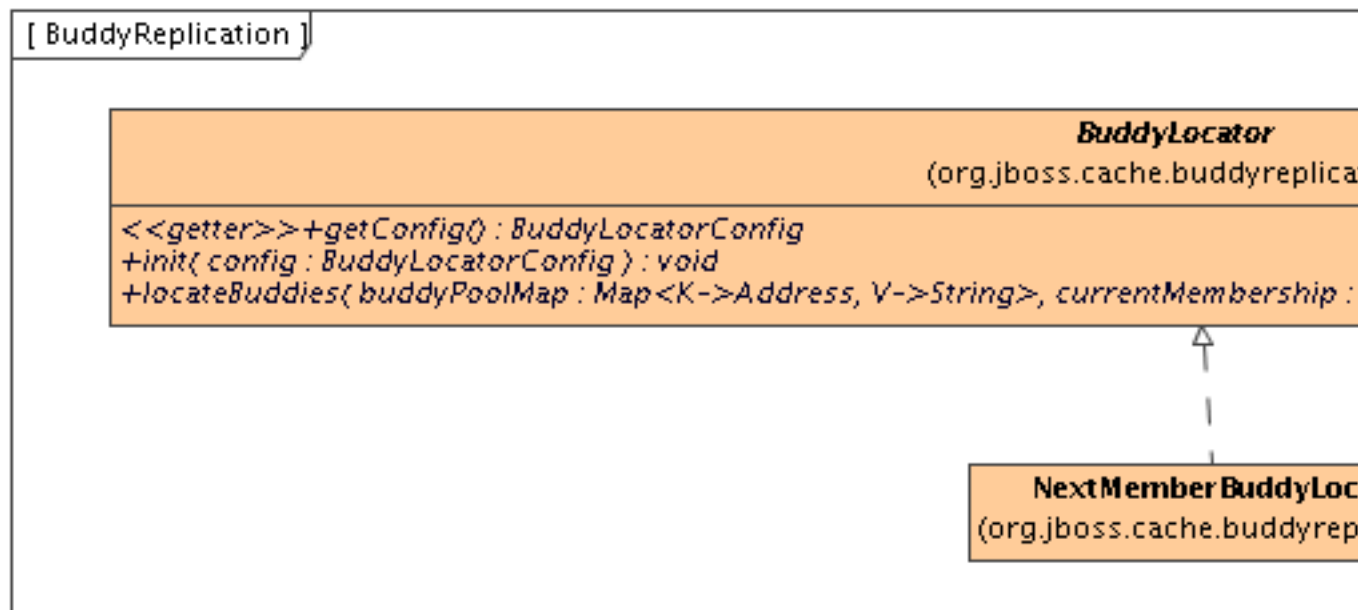 [ BuddyReplication ]
BuddyLocator
(org.jboss.cache.buddyreplica
<<getter>>+getConfig() : BuddyLocatorConfig
+init( config : BuddyLocatorConfig ) : void
+locateBuddies( buddyPoolMap : Map<K->Address, V->String>, currentMembership :
NextMemberBuddyLoc
(org.jboss.cache.buddyrep